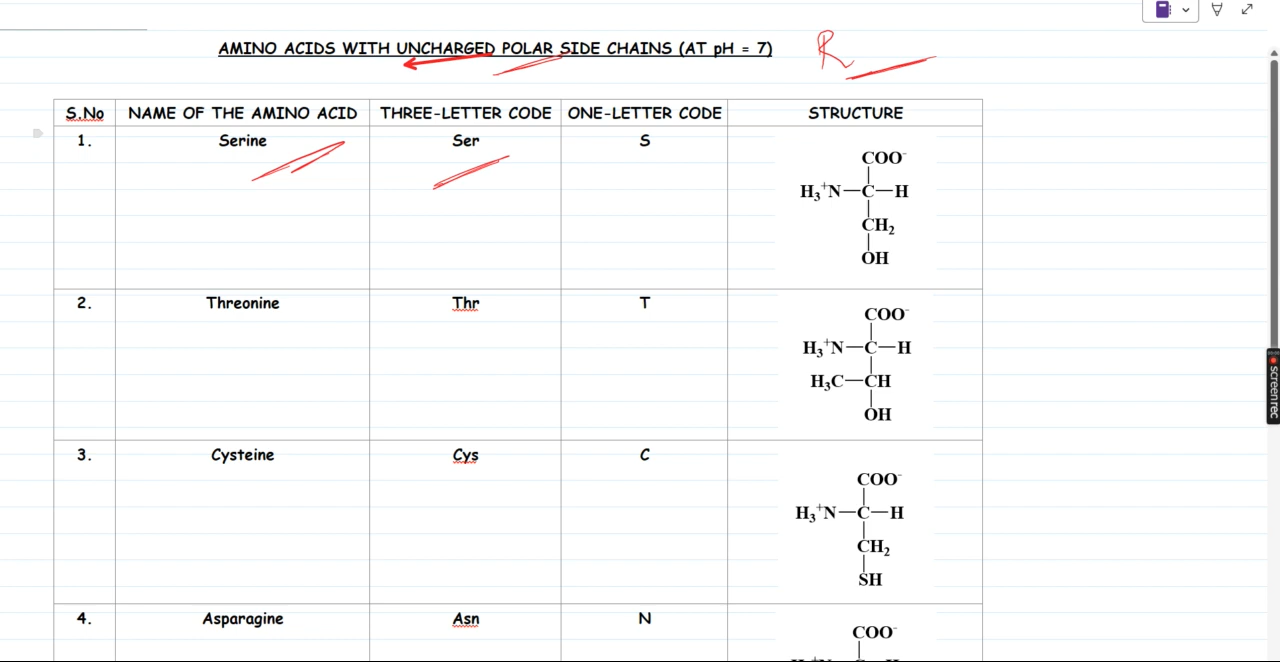 AMINO ACIDS WITH UNCHARGED POLAR SIDE CHAINS (AT pH = 7)
R
S.No NAME OF THE AMINO ACID THREE-LETTER CODE ONE-LETTER CODE STRUCTURE
1. Serine Ser S
COO⁻
H₃⁺N—C—H
CH₂
OH
2. Threonine Thr T
COO⁻
H₃⁺N—C—H
H₃C—CH
OH
3. Cysteine Cys C
COO⁻
H₃⁺N—C—H
CH₂
SH
4. Asparagine Asn N
COO⁻
screenrec